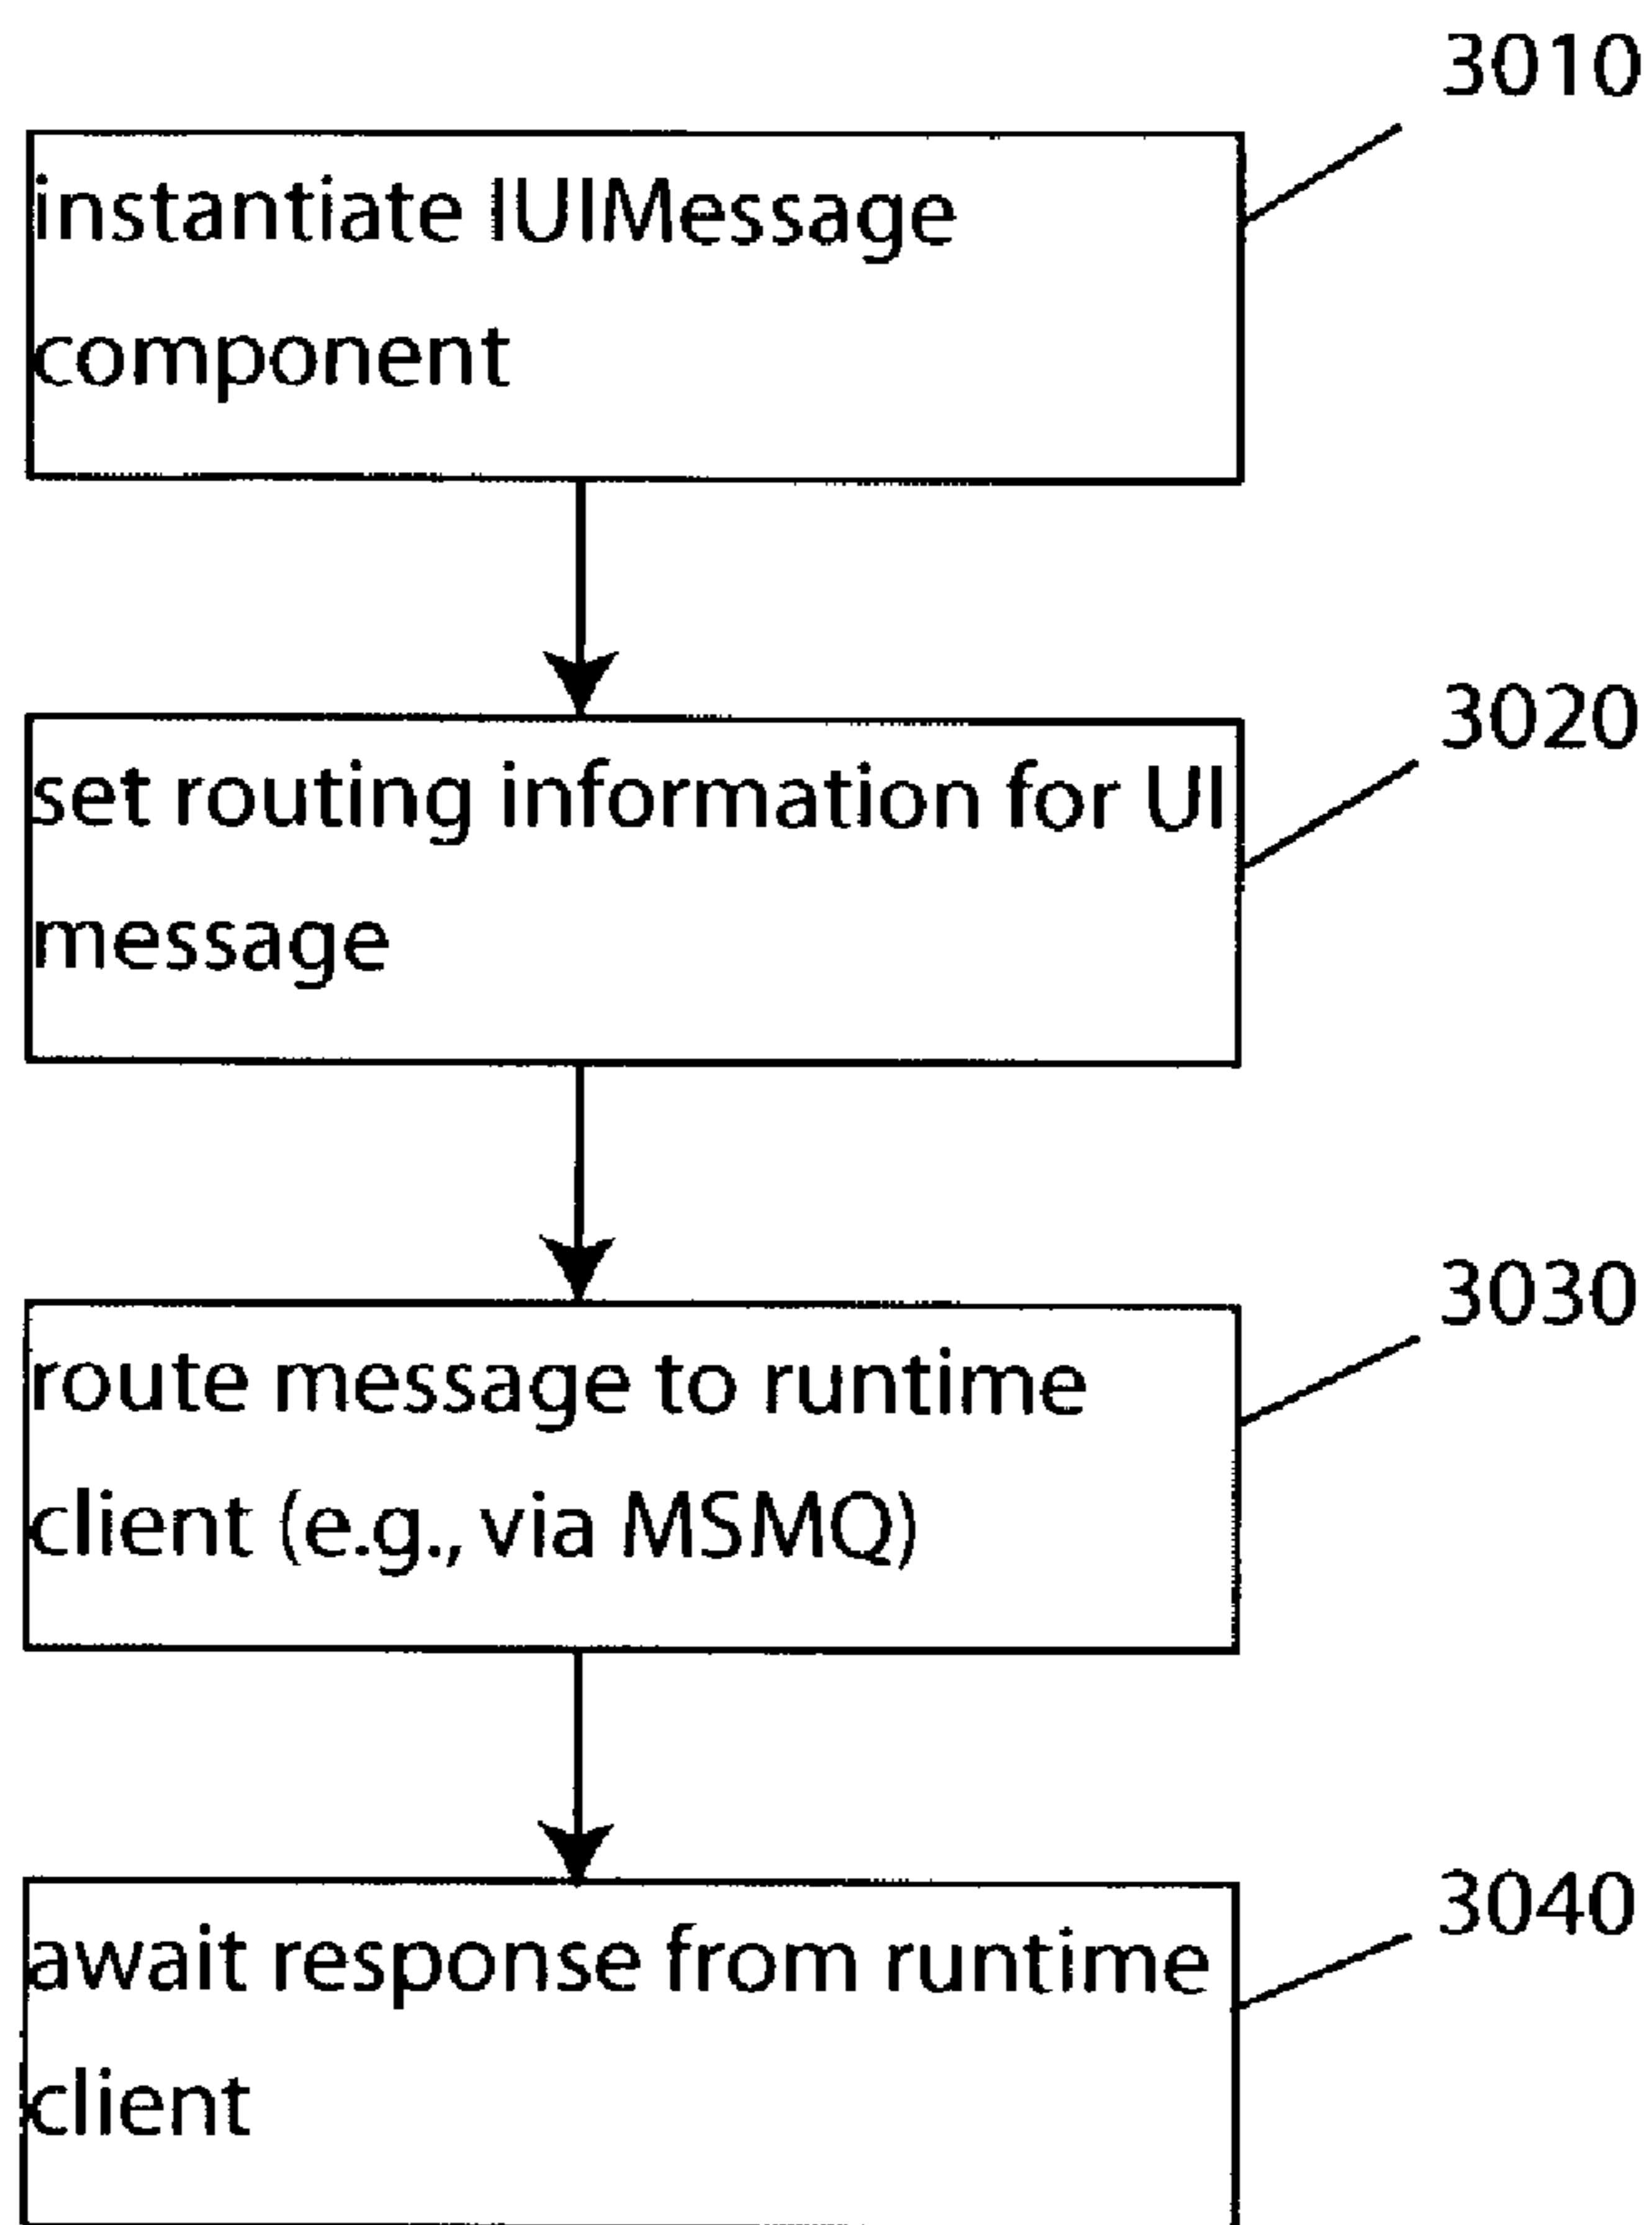 3010
instantiate IUIMessage
component
3020
set routing information for UI
message
3030
route message to runtime
client (e.g., via MSMQ)
3040
await response from runtime
client